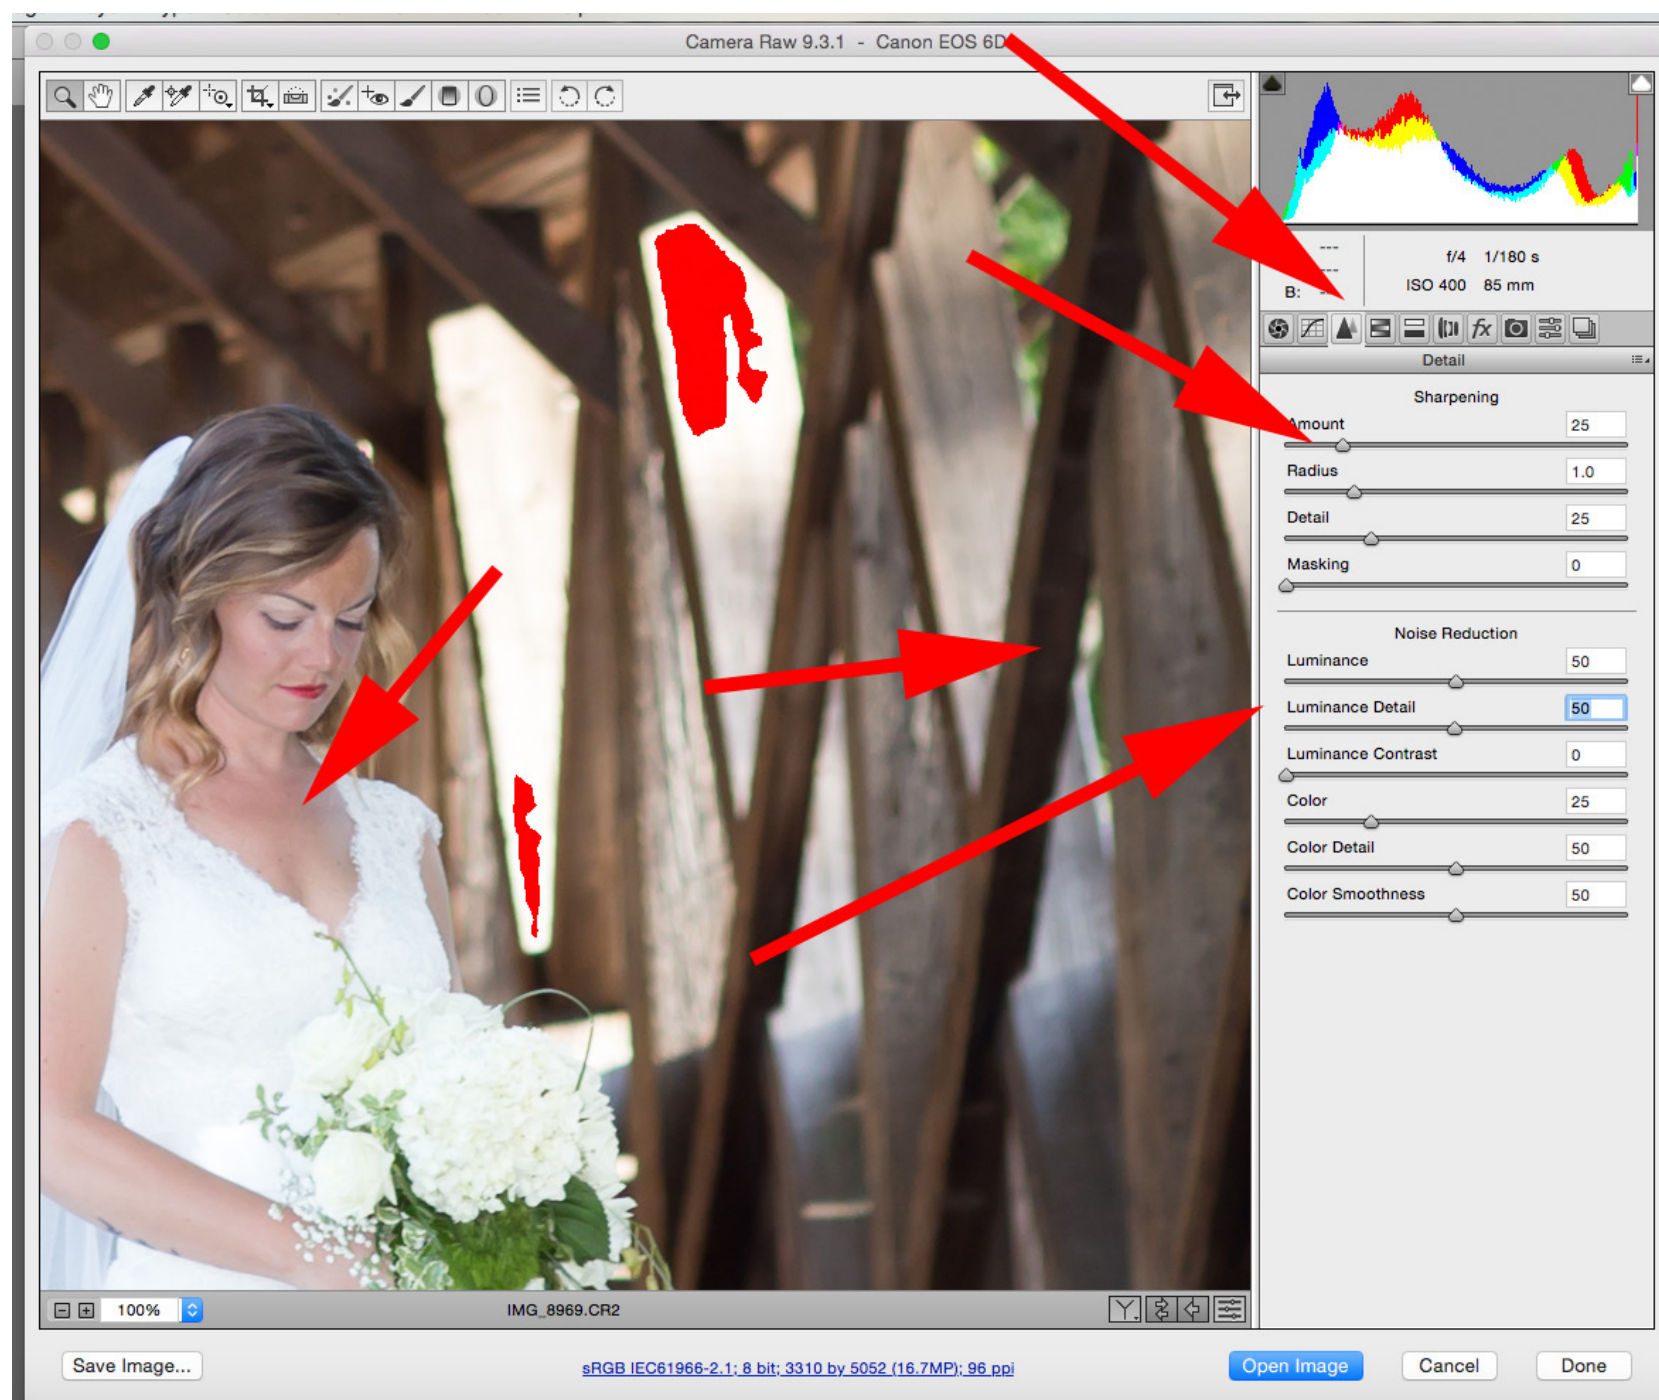 Camera Raw 9.3.1 - Canon EOS 6D
---
f/4 1/180 s
---
ISO 400 85 mm
B:
fx
Detail
Sharpening
Amount 25
Radius 1.0
Detail 25
Masking 0
Noise Reduction
Luminance 50
Luminance Detail 50
Luminance Contrast 0
Color 25
Color Detail 50
Color Smoothness 50
100% IMG_8969.CR2
Save Image... sRGB IEC61966-2.1; 8 bit; 3310 by 5052 (16.7MP); 96 ppi Open Image Cancel Done